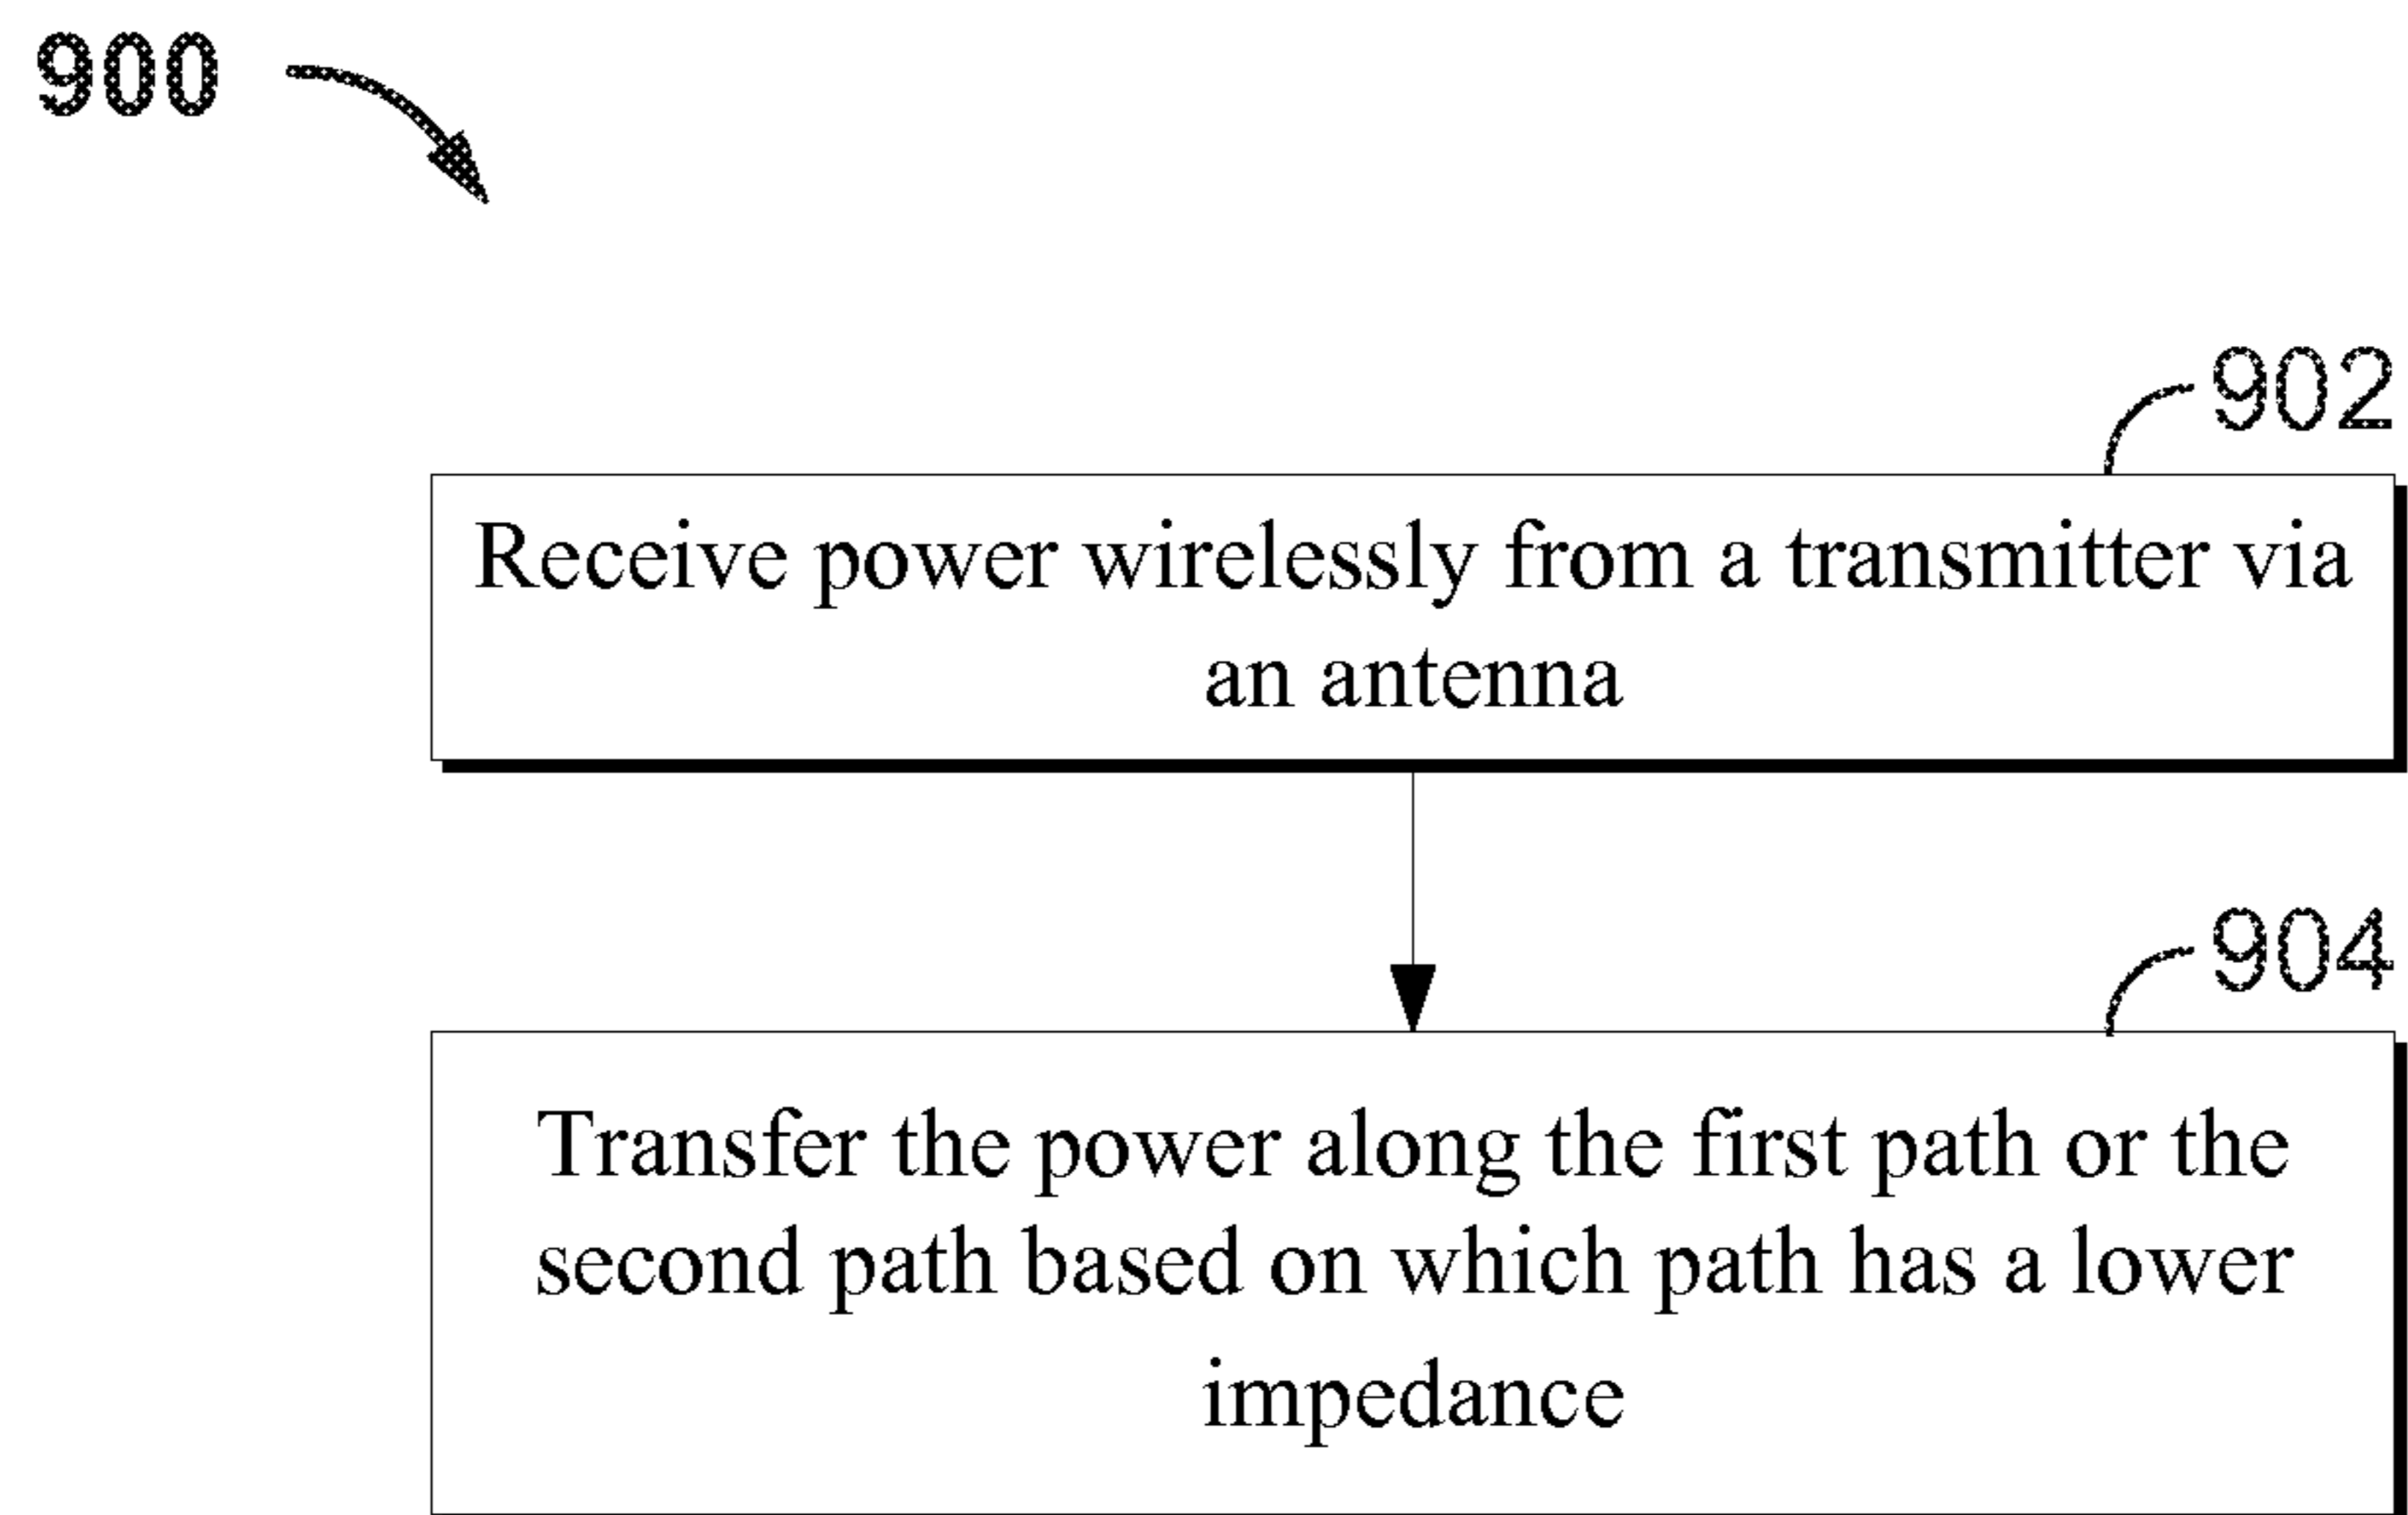 900
902
Receive power wirelessly from a transmitter via
an antenna
904
Transfer the power along the first path or the
second path based on which path has a lower
impedance